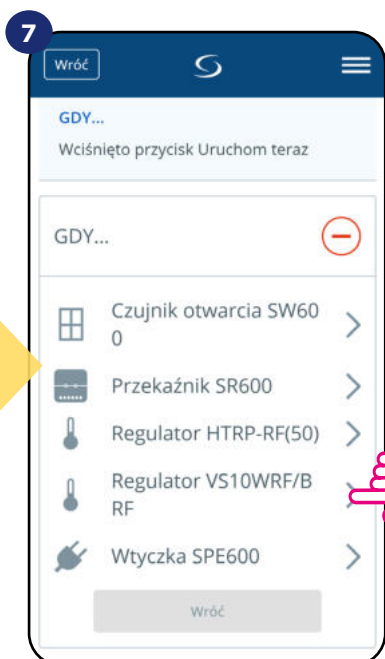 7
Wróć
GDY...
Wciśnięto przycisk Uruchom teraz
GDY...
Czujnik otwarcia SW60
0
Przekaźnik SR600
Regulator HTRP-RF(50)
Regulator VS10WRF/B
RF
Wtyczka SPE600
Wróć